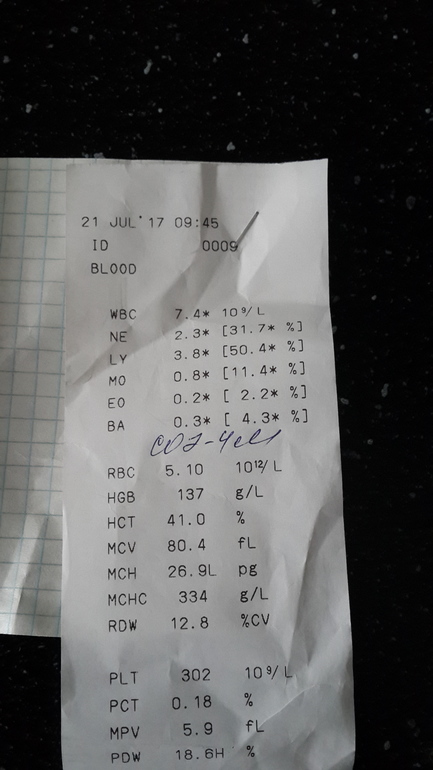 21 JUL'17 09:45
ID 0009
BLOOD
WBC 7.4* 10⁹/L
NE 2.3* [31.7* %]
LY 3.8* [50.4* %]
MO 0.8* [11.4* %]
EO 0.2* [ 2.2* %]
BA 0.3* [ 4.3* %]
СОЭ-4
RBC 5.10 10¹²/L
HGB 137 g/L
HCT 41.0 %
MCV 80.4 fL
MCH 26.9L pg
MCHC 334 g/L
RDW 12.8 %CV
PLT 302 10⁹/L
PCT 0.18 %
MPV 5.9 fL
PDW 18.6H %